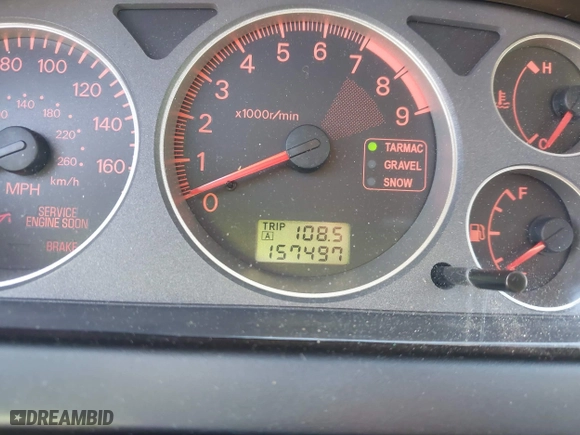 80 100 120 140 160
140 180 220 260
MPH km/h
SERVICE
ENGINE SOON
BRAKE
0 1 2 3 4 5 6 7 8 9
x1000r/min
TARMAC
GRAVEL
SNOW
TRIP
A 108.5
157497
H
C
F
DREAMBID